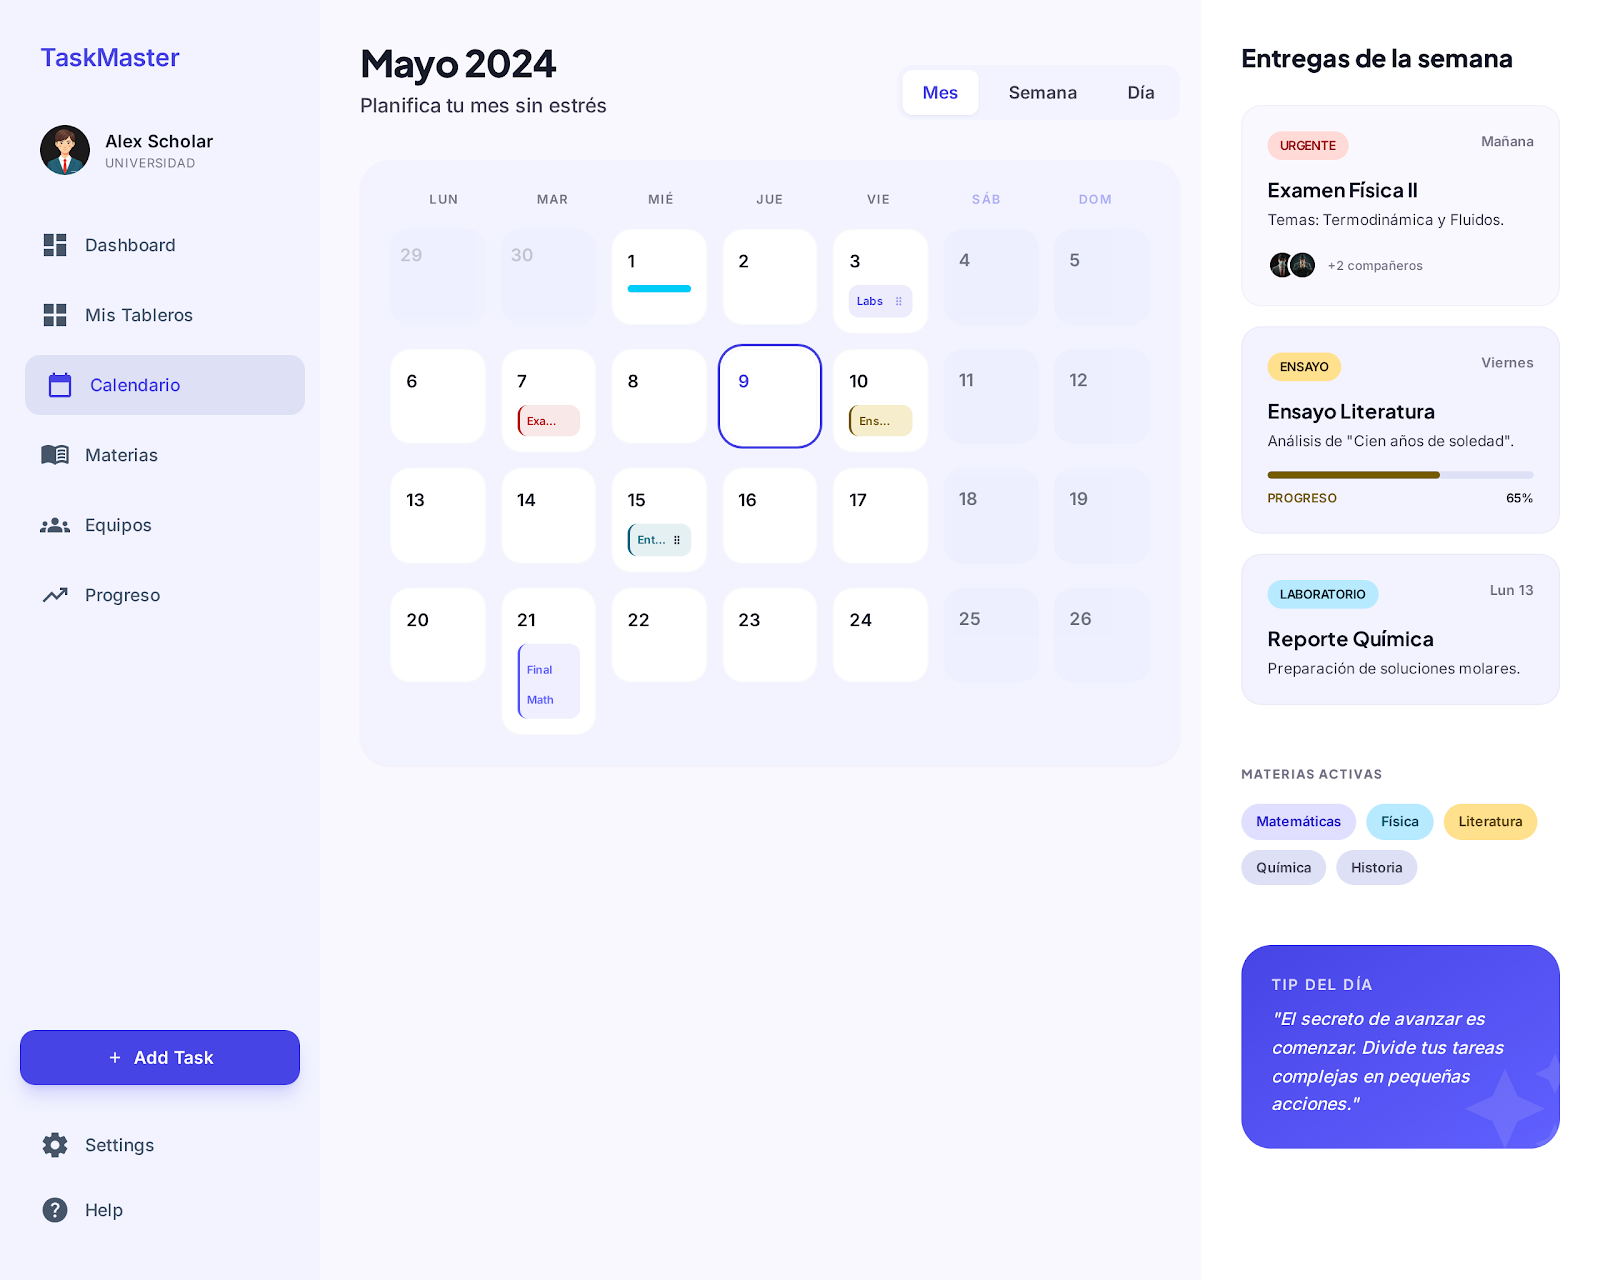 TaskMaster
Alex Scholar
UNIVERSIDAD
Dashboard
Mis Tableros
Calendario
Materias
Equipos
Progreso
+ Add Task
Settings
Help
Mayo 2024
Planifica tu mes sin estrés
Mes Semana Día
LUN MAR MIÉ JUE VIE SÁB DOM
29 30 1 2 3 4 5
Labs
6 7 8 9 10 11 12
Exa... Ens...
13 14 15 16 17 18 19
Ent...
20 21 22 23 24 25 26
Final
Math
Entregas de la semana
URGENTE Mañana
Examen Física II
Temas: Termodinámica y Fluidos.
+2 compañeros
ENSAYO Viernes
Ensayo Literatura
Análisis de "Cien años de soledad".
PROGRESO 65%
LABORATORIO Lun 13
Reporte Química
Preparación de soluciones molares.
MATERIAS ACTIVAS
Matemáticas Física Literatura
Química Historia
TIP DEL DÍA
"El secreto de avanzar es
comenzar. Divide tus tareas
complejas en pequeñas
acciones."